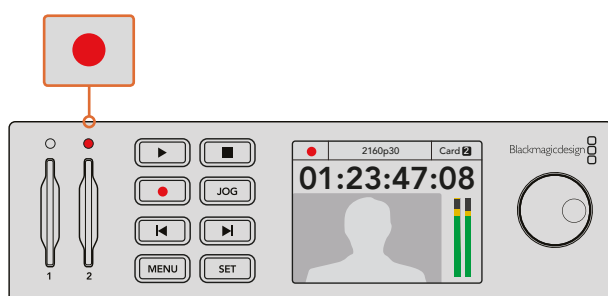 2160p30 Card 2
Blackmagicdesign
01:23:47:08
JOG
1 2
MENU SET